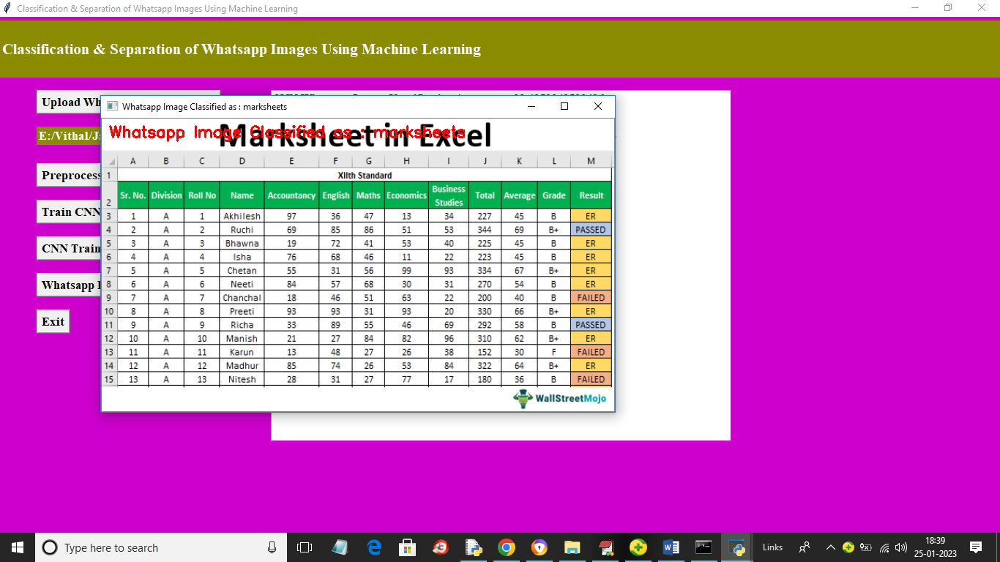 Classification & Separation of Whatsapp Images Using Machine Learning
Classification & Separation of Whatsapp Images Using Machine Learning
Upload Wh
E:/Vithal/J
Preprocess
Train CNN
CNN Train
Whatsapp I
Exit
Whatsapp Image Classified as : marksheets
Whatsapp Image Classified as : marksheets
Marksheet in Excel
A B C D E F G H I J K L M
1 XIIth Standard
2 Sr. No. Division Roll No Name Accountancy English Maths Economics Business Studies Total Average Grade Result
3 1 A 1 Akhilesh 97 36 47 13 34 227 45 B ER
4 2 A 2 Ruchi 69 85 86 51 53 344 69 B+ PASSED
5 3 A 3 Bhawna 19 72 41 53 40 225 45 B ER
6 4 A 4 Isha 76 68 46 11 22 223 45 B ER
7 5 A 5 Chetan 55 31 56 99 93 334 67 B+ ER
8 6 A 6 Neeti 84 57 68 30 31 270 54 B ER
9 7 A 7 Chanchal 18 46 51 63 22 200 40 B FAILED
10 8 A 8 Preeti 93 93 31 93 20 330 66 B+ ER
11 9 A 9 Richa 33 89 55 46 69 292 58 B PASSED
12 10 A 10 Manish 21 27 84 82 96 310 62 B+ ER
13 11 A 11 Karun 13 48 27 26 38 152 30 F FAILED
14 12 A 12 Madhur 85 74 26 53 84 322 64 B+ ER
15 13 A 13 Nitesh 28 31 27 77 17 180 36 B FAILED
WallStreetMojo
Type here to search
Links
18:39
25-01-2023